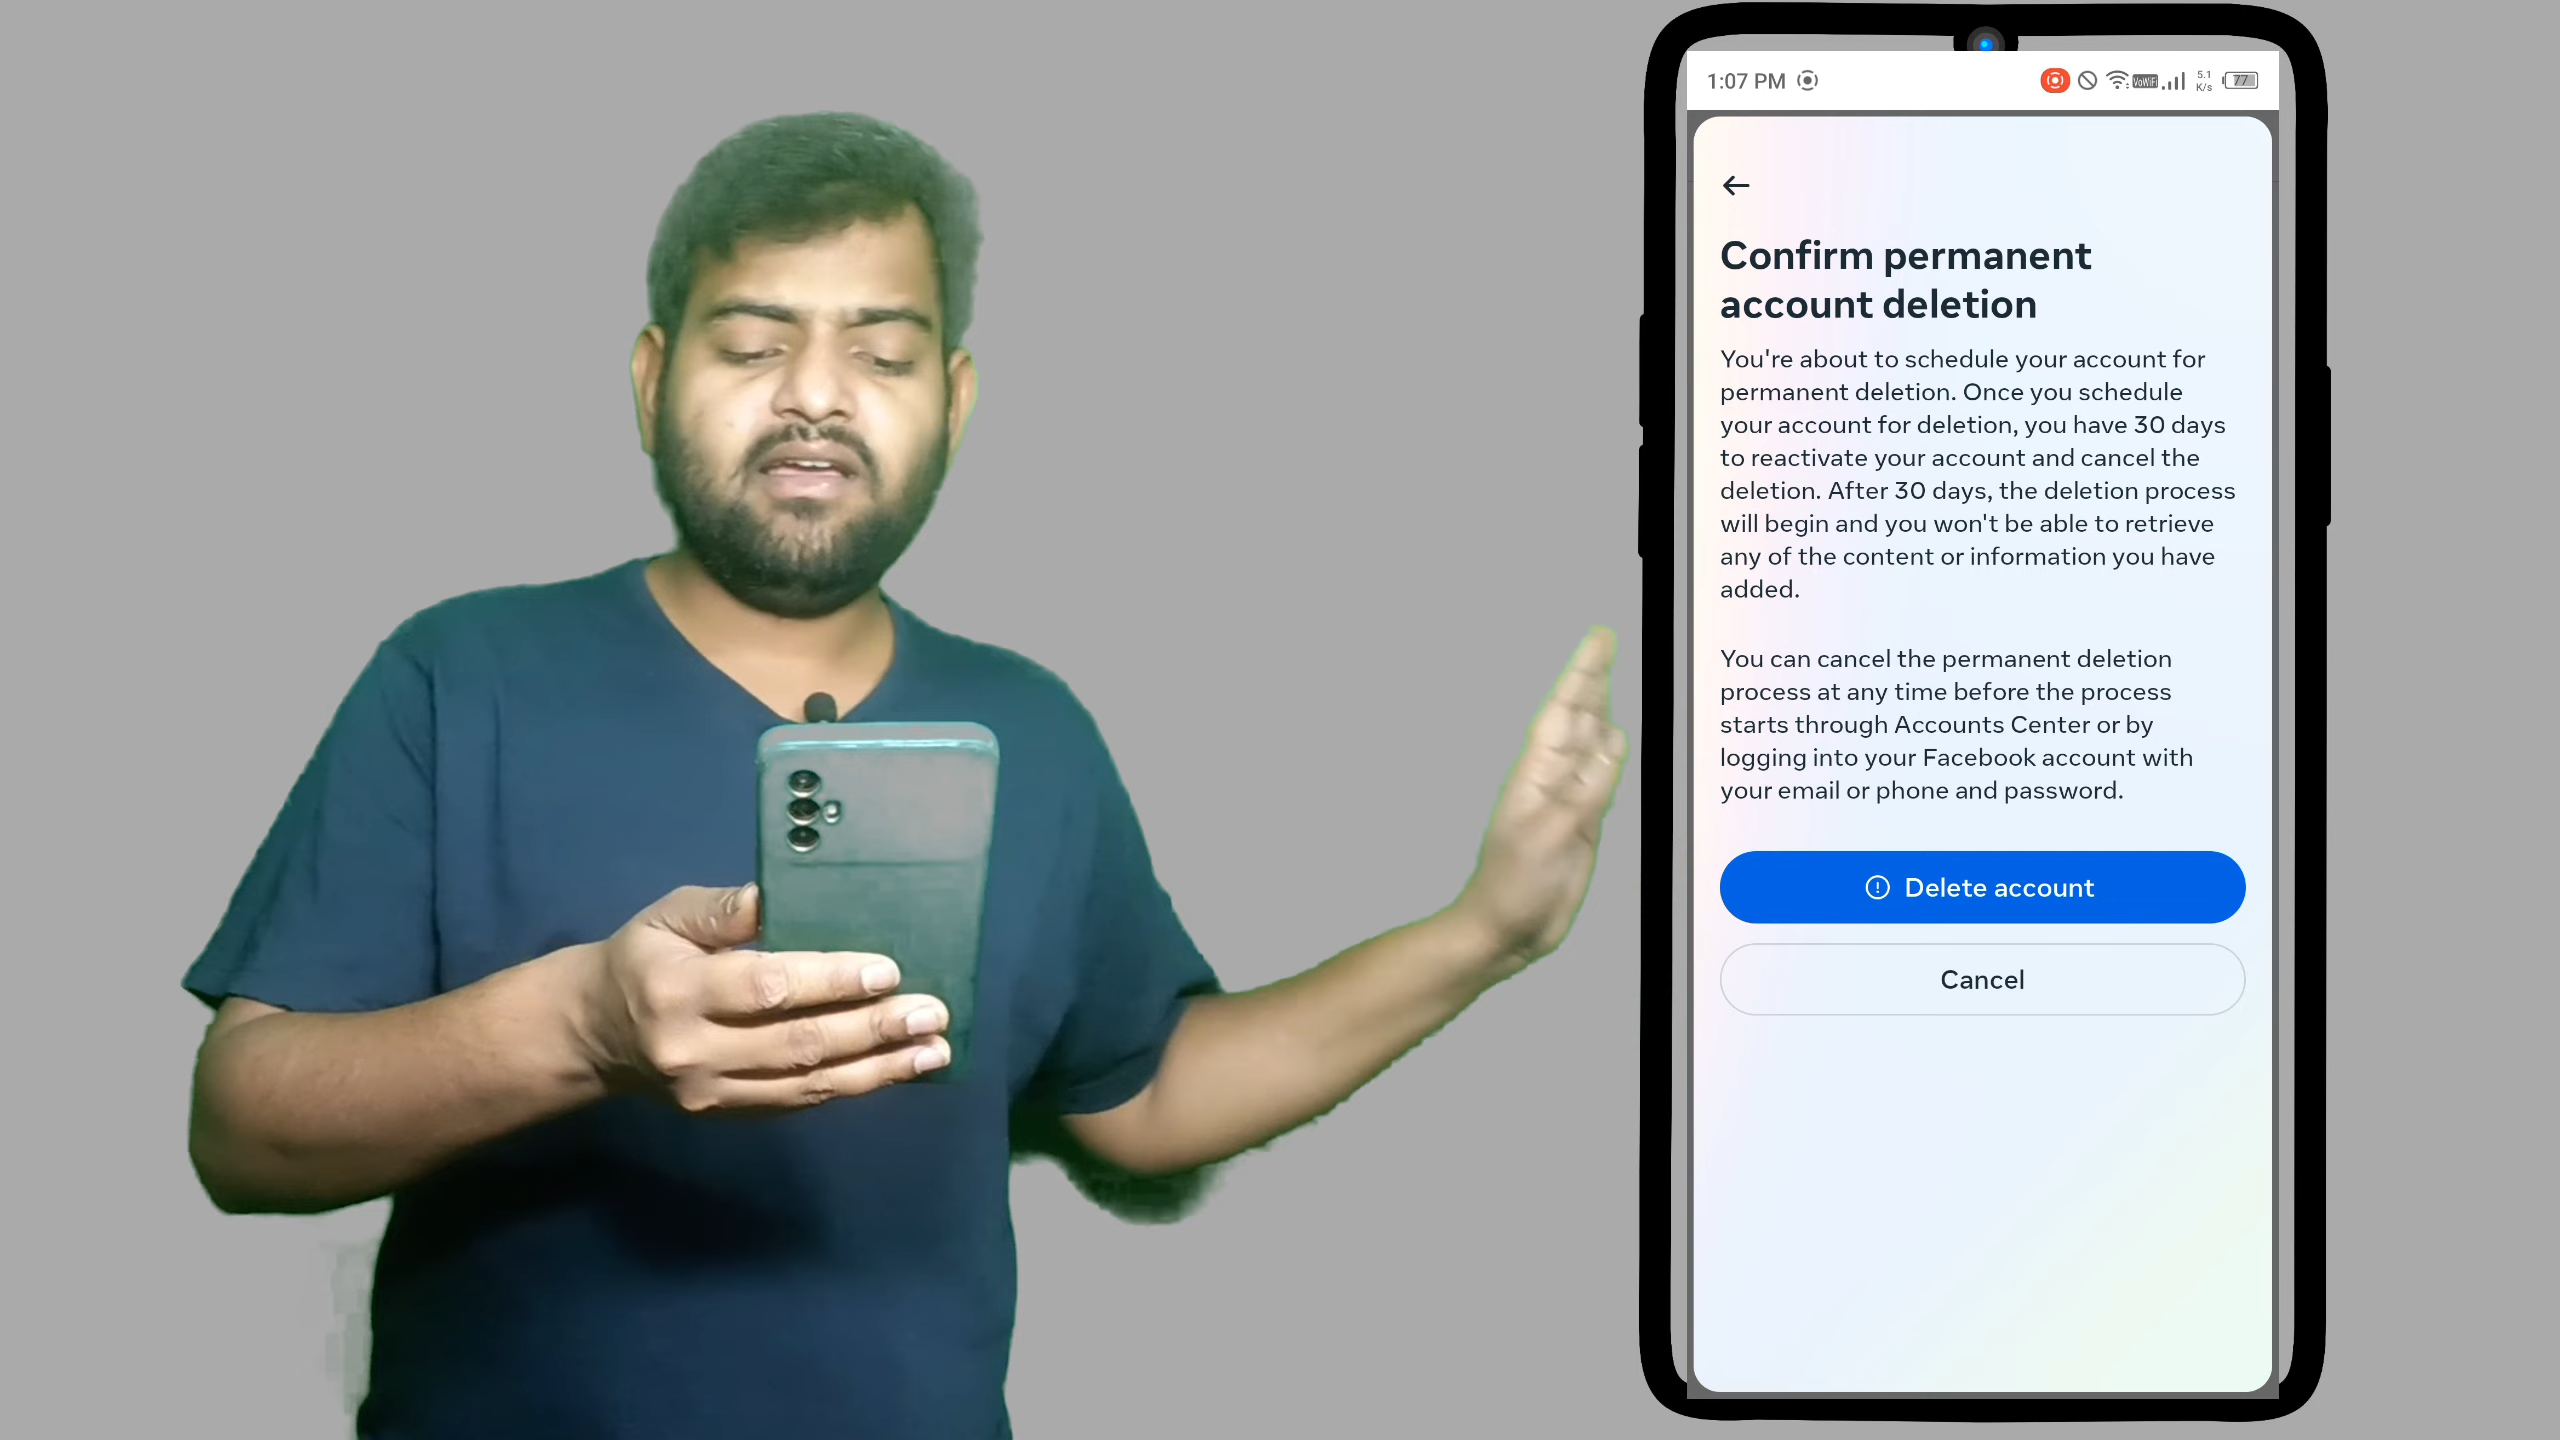 1:07 PM
VoWiFi
5.1
K/s
77
Confirm permanent
account deletion
You're about to schedule your account for
permanent deletion. Once you schedule
your account for deletion, you have 30 days
to reactivate your account and cancel the
deletion. After 30 days, the deletion process
will begin and you won't be able to retrieve
any of the content or information you have
added.
You can cancel the permanent deletion
process at any time before the process
starts through Accounts Center or by
logging into your Facebook account with
your email or phone and password.
Delete account
Cancel